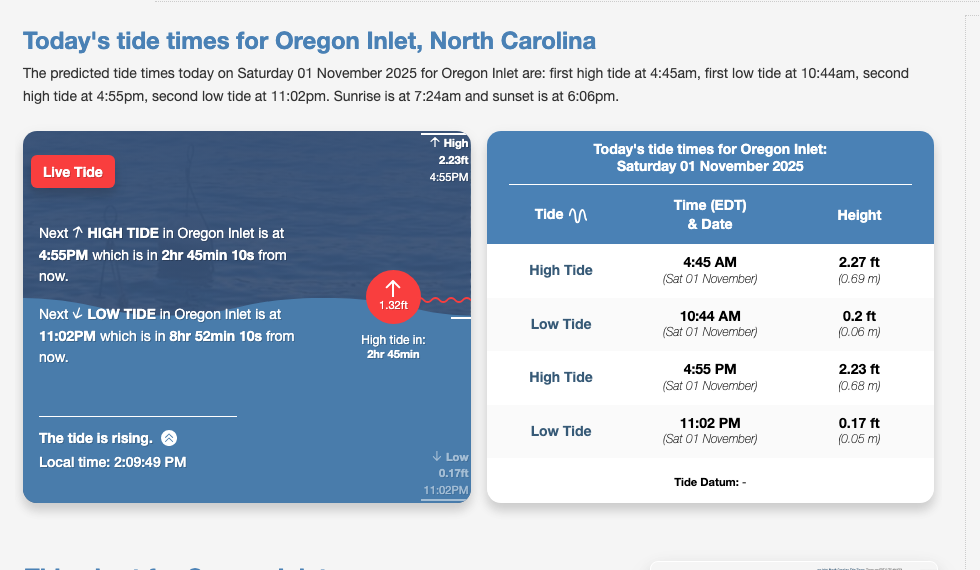 Today's tide times for Oregon Inlet, North Carolina
The predicted tide times today on Saturday 01 November 2025 for Oregon Inlet are: first high tide at 4:45am, first low tide at 10:44am, second
high tide at 4:55pm, second low tide at 11:02pm. Sunrise is at 7:24am and sunset is at 6:06pm.
Live Tide
↑ High
2.23ft
4:55PM
Next ↑ HIGH TIDE in Oregon Inlet is at
4:55PM which is in 2hr 45min 10s from
now.
Next ↓ LOW TIDE in Oregon Inlet is at
11:02PM which is in 8hr 52min 10s from
now.
1.32ft
High tide in:
2hr 45min
The tide is rising.
Local time: 2:09:49 PM
↓ Low
0.17ft
11:02PM
Today's tide times for Oregon Inlet:
Saturday 01 November 2025
Tide Time (EDT) & Date Height
High Tide 4:45 AM 2.27 ft
(Sat 01 November) (0.69 m)
Low Tide 10:44 AM 0.2 ft
(Sat 01 November) (0.06 m)
High Tide 4:55 PM 2.23 ft
(Sat 01 November) (0.68 m)
Low Tide 11:02 PM 0.17 ft
(Sat 01 November) (0.05 m)
Tide Datum: -